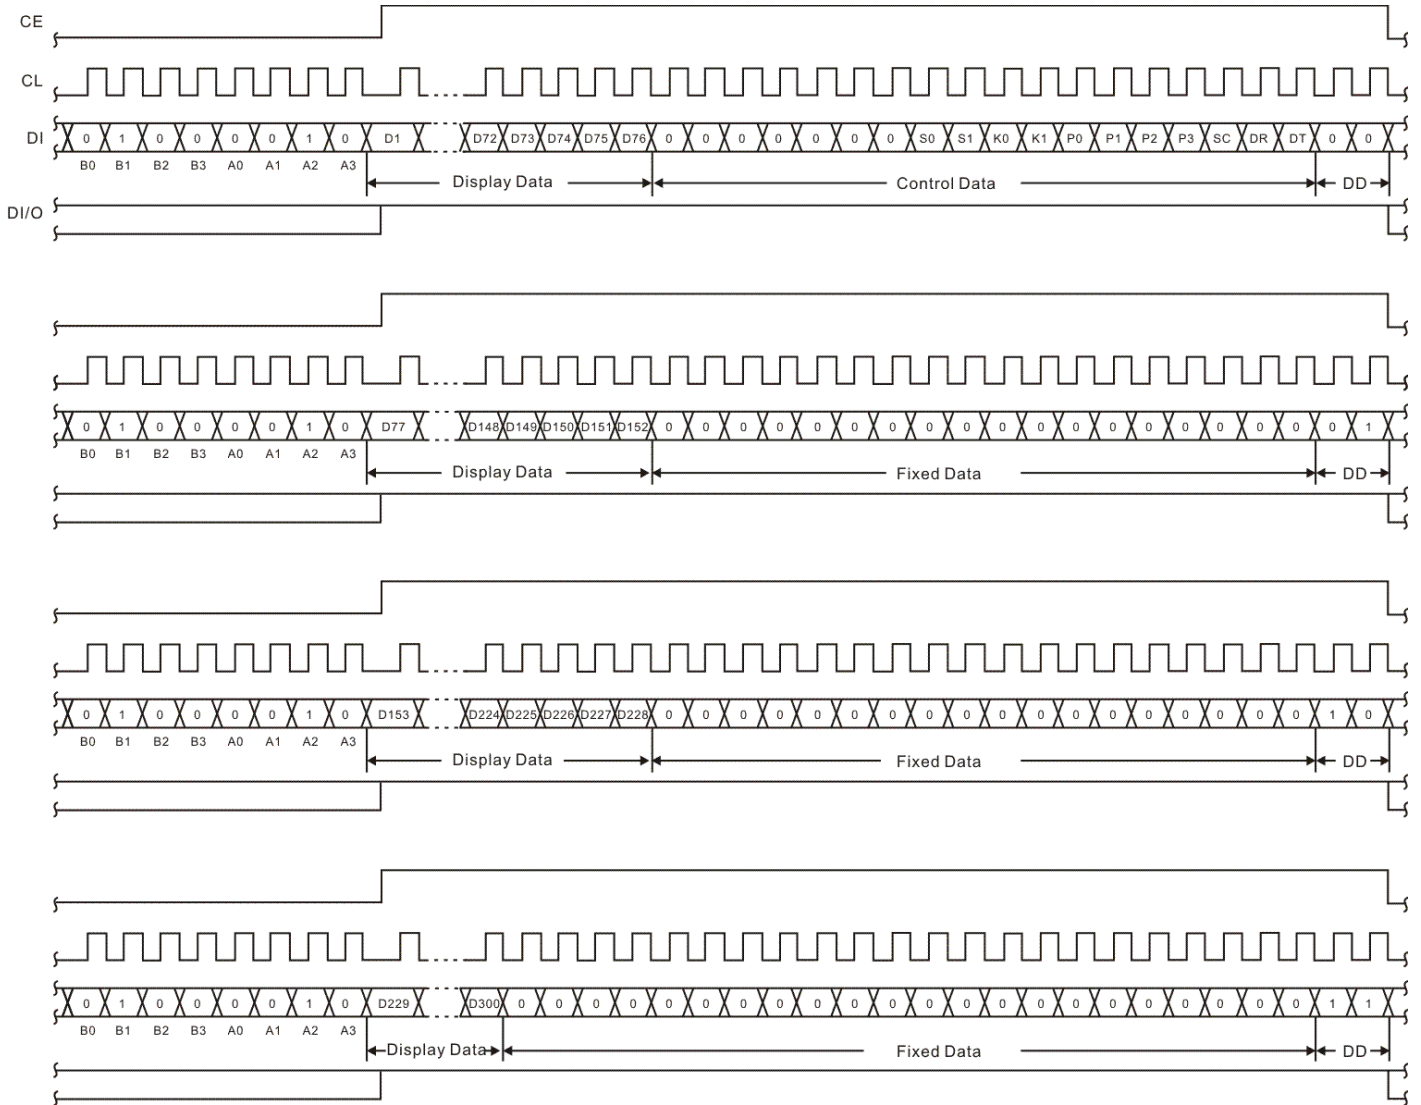 CE
CL
DI 0 1 0 0 0 0 1 0 D1 D72 D73 D74 D75 D76 0 0 0 0 0 0 0 S0 S1 K0 K1 P0 P1 P2 P3 SC DR DT 0 0
B0 B1 B2 B3 A0 A1 A2 A3
Display Data Control Data DD
DI/O
0 1 0 0 0 0 1 0 D77 D148 D149 D150 D151 D152 0 0 0 0 0 0 0 0 0 0 0 0 0 0 0 0 0 0 0 1
B0 B1 B2 B3 A0 A1 A2 A3
Display Data Fixed Data DD
0 1 0 0 0 0 1 0 D153 D224 D225 D226 D227 D228 0 0 0 0 0 0 0 0 0 0 0 0 0 0 0 0 0 0 1 0
B0 B1 B2 B3 A0 A1 A2 A3
Display Data Fixed Data DD
0 1 0 0 0 0 1 0 D229 D300 0 0 0 0 0 0 0 0 0 0 0 0 0 0 0 0 0 0 0 0 0 0 1 1
B0 B1 B2 B3 A0 A1 A2 A3
Display Data Fixed Data DD